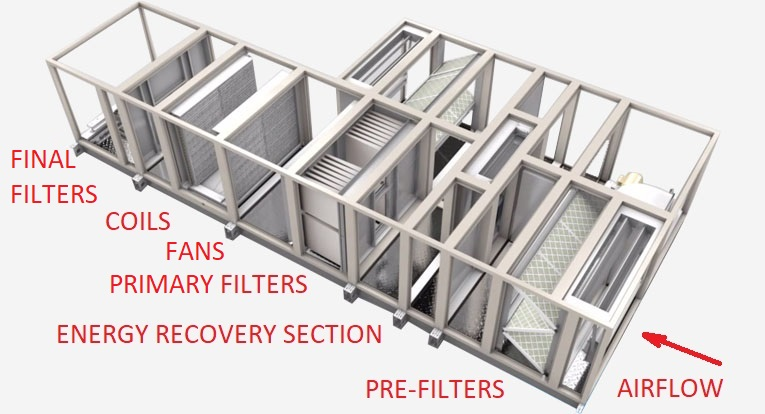 FINAL
FILTERS
COILS
FANS
PRIMARY FILTERS
ENERGY RECOVERY SECTION
PRE-FILTERS
AIRFLOW